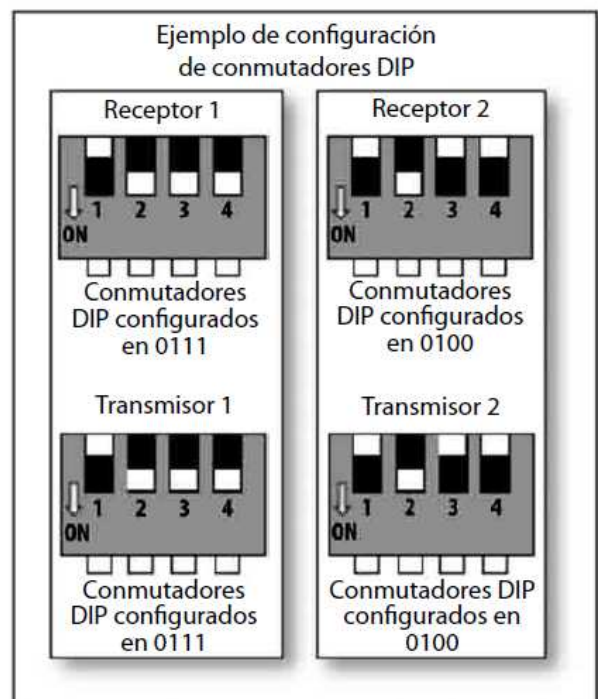 Ejemplo de configuración
de conmutadores DIP
Receptor 1
1 2 3 4
ON
Conmutadores
DIP configurados
en 0111
Transmisor 1
1 2 3 4
ON
Conmutadores
DIP configurados
en 0111
Receptor 2
1 2 3 4
ON
Conmutadores
DIP configurados
en 0100
Transmisor 2
1 2 3 4
ON
Conmutadores DIP
configurados en
0100